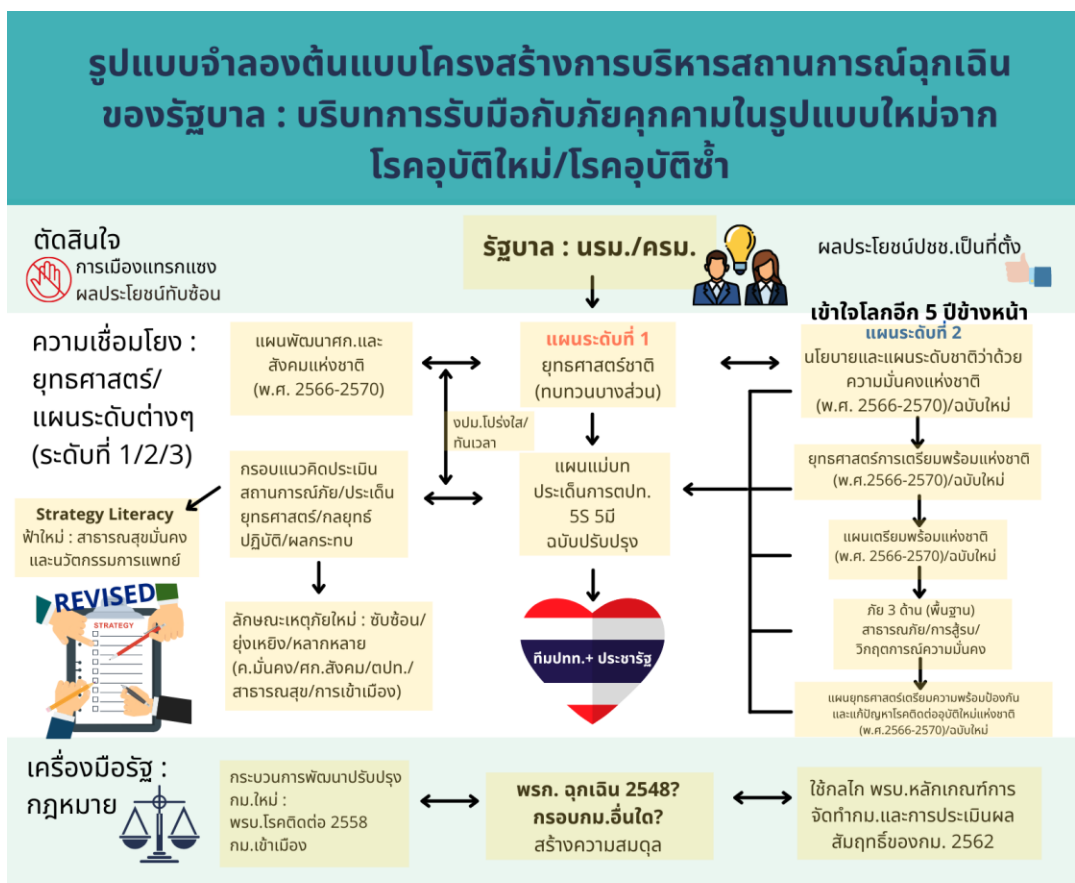 รูปแบบจำลองต้นแบบโครงสร้างการบริหารสถานการณ์ฉุกเฉิน
ของรัฐบาล : บริบทการรับมือกับภัยคุกคามในรูปแบบใหม่จาก
โรคอุบัติใหม่/โรคอุบัติซ้ำ
ตัดสินใจ
การเมืองแทรกแซง
ผลประโยชน์ทับซ้อน
รัฐบาล : นรม./ครม.
ผลประโยชน์ปชช.เป็นที่ตั้ง
ความเชื่อมโยง :
ยุทธศาสตร์/
แผนระดับต่างๆ
(ระดับที่ 1/2/3)
แผนพัฒนาศก.และ
สังคมแห่งชาติ
(พ.ศ. 2566-2570)
แผนระดับที่ 1
ยุทธศาสตร์ชาติ
(ทบทวนบางส่วน)
เข้าใจโลกอีก 5 ปีข้างหน้า
แผนระดับที่ 2
นโยบายและแผนระดับชาติว่าด้วย
ความมั่นคงแห่งชาติ
(พ.ศ. 2566-2570)/ฉบับใหม่
งปม.โปร่งใส/
ทันเวลา
กรอบแนวคิดประเมิน
สถานการณ์ภัย/ประเด็น
ยุทธศาสตร์/กลยุทธ์
ปฏิบัติ/ผลกระทบ
แผนแม่บท
ประเด็นการตปท.
5S 5มี
ฉบับปรับปรุง
ยุทธศาสตร์การเตรียมพร้อมแห่งชาติ
(พ.ศ.2566-2570)/ฉบับใหม่
Strategy Literacy
ฟ้าใหม่ : สาธารณสุขมั่นคง
และนวัตกรรมการแพทย์
แผนเตรียมพร้อมแห่งชาติ
(พ.ศ. 2566-2570)/ฉบับใหม่
REVISED
STRATEGY
ลักษณะเหตุภัยใหม่ : ซับซ้อน/
ยุ่งเหยิง/หลากหลาย
(ค.มั่นคง/ศก.สังคม/ตปท./
สาธารณสุข/การเข้าเมือง)
ทีมปทท.+ ประชารัฐ
ภัย 3 ด้าน (พื้นฐาน)
สาธารณภัย/การสู้รบ/
วิกฤตการณ์ความมั่นคง
แผนยุทธศาสตร์เตรียมความพร้อมป้องกัน
และแก้ปัญหาโรคติดต่ออุบัติใหม่แห่งชาติ
(พ.ศ.2566-2570)/ฉบับใหม่
เครื่องมือรัฐ :
กฎหมาย
กระบวนการพัฒนาปรับปรุง
กม.ใหม่ :
พรบ.โรคติดต่อ 2558
กม.เข้าเมือง
พรก. ฉุกเฉิน 2548?
กรอบกม.อื่นใด?
สร้างความสมดุล
ใช้กลไก พรบ.หลักเกณฑ์การ
จัดทำกม.และการประเมินผล
สัมฤทธิ์ของกม. 2562